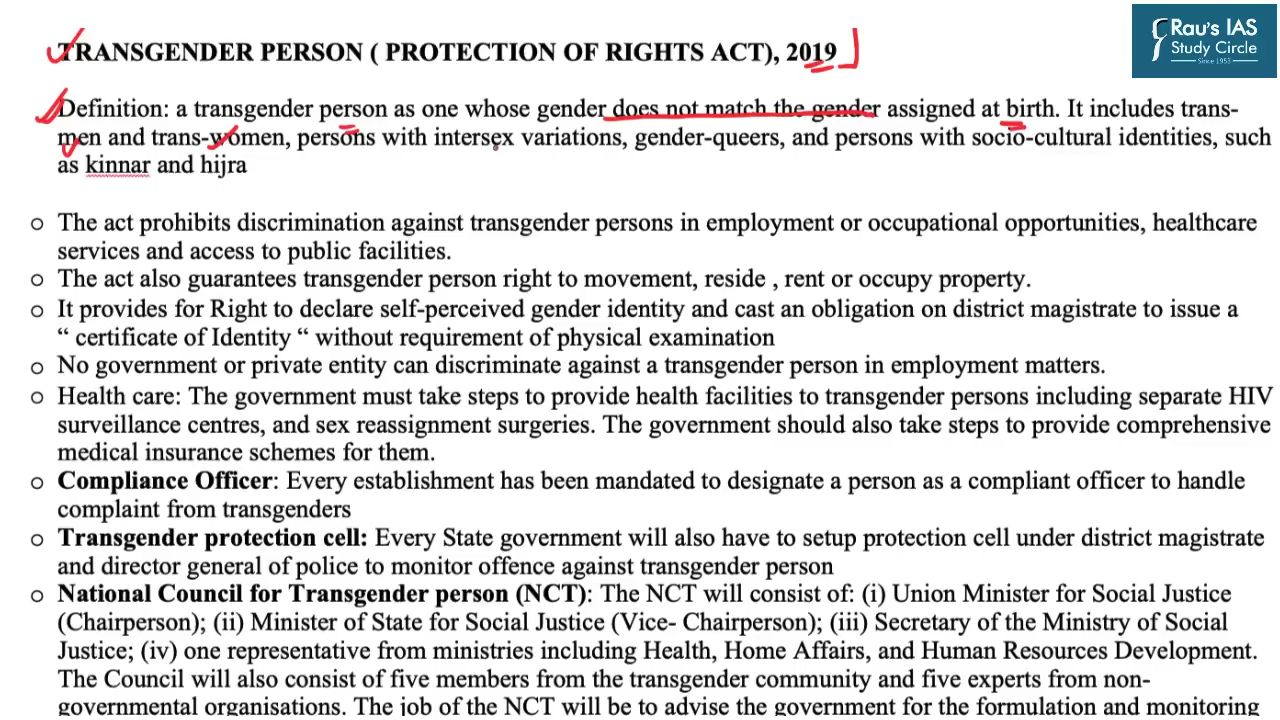 Rau's IAS
Study Circle
Since 1953
TRANSGENDER PERSON ( PROTECTION OF RIGHTS ACT), 2019
Definition: a transgender person as one whose gender does not match the gender assigned at birth. It includes trans-
men and trans-women, persons with intersex variations, gender-queers, and persons with socio-cultural identities, such
as kinnar and hijra
o The act prohibits discrimination against transgender persons in employment or occupational opportunities, healthcare
services and access to public facilities.
o The act also guarantees transgender person right to movement, reside , rent or occupy property.
o It provides for Right to declare self-perceived gender identity and cast an obligation on district magistrate to issue a
“ certificate of Identity “ without requirement of physical examination
o No government or private entity can discriminate against a transgender person in employment matters.
o Health care: The government must take steps to provide health facilities to transgender persons including separate HIV
surveillance centres, and sex reassignment surgeries. The government should also take steps to provide comprehensive
medical insurance schemes for them.
o Compliance Officer: Every establishment has been mandated to designate a person as a compliant officer to handle
complaint from transgenders
o Transgender protection cell: Every State government will also have to setup protection cell under district magistrate
and director general of police to monitor offence against transgender person
o National Council for Transgender person (NCT): The NCT will consist of: (i) Union Minister for Social Justice
(Chairperson); (ii) Minister of State for Social Justice (Vice- Chairperson); (iii) Secretary of the Ministry of Social
Justice; (iv) one representative from ministries including Health, Home Affairs, and Human Resources Development.
The Council will also consist of five members from the transgender community and five experts from non-
governmental organisations. The job of the NCT will be to advise the government for the formulation and monitoring